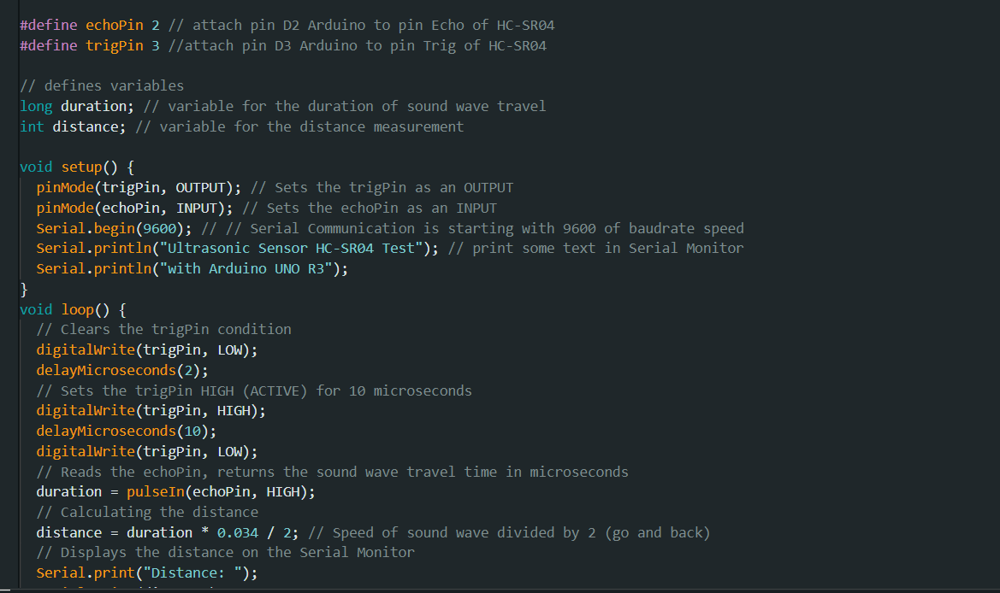 #define echoPin 2 // attach pin D2 Arduino to pin Echo of HC-SR04
#define trigPin 3 //attach pin D3 Arduino to pin Trig of HC-SR04
// defines variables
long duration; // variable for the duration of sound wave travel
int distance; // variable for the distance measurement
void setup() {
pinMode(trigPin, OUTPUT); // Sets the trigPin as an OUTPUT
pinMode(echoPin, INPUT); // Sets the echoPin as an INPUT
Serial.begin(9600); // // Serial Communication is starting with 9600 of baudrate speed
Serial.println("Ultrasonic Sensor HC-SR04 Test"); // print some text in Serial Monitor
Serial.println("with Arduino UNO R3");
}
void loop() {
// Clears the trigPin condition
digitalWrite(trigPin, LOW);
delayMicroseconds(2);
// Sets the trigPin HIGH (ACTIVE) for 10 microseconds
digitalWrite(trigPin, HIGH);
delayMicroseconds(10);
digitalWrite(trigPin, LOW);
// Reads the echoPin, returns the sound wave travel time in microseconds
duration = pulseIn(echoPin, HIGH);
// Calculating the distance
distance = duration * 0.034 / 2; // Speed of sound wave divided by 2 (go and back)
// Displays the distance on the Serial Monitor
Serial.print("Distance: ");